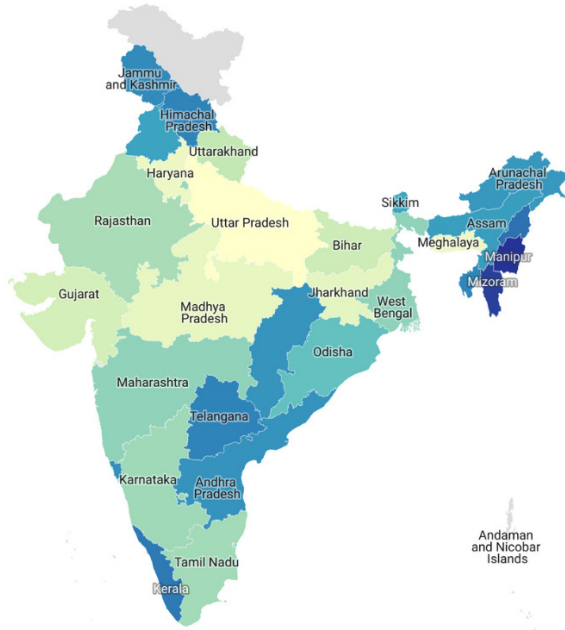 Jammu
and Kashmir
Himachal
Pradesh
Uttarakhand
Haryana
Arunachal
Pradesh
Sikkim
Rajasthan
Uttar Pradesh
Assam
Bihar
Meghalaya
Manipur
Mizoram
Gujarat
Madhya
Pradesh
Jharkhand
West
Bengal
Odisha
Maharashtra
Telangana
Karnataka
Andhra
Pradesh
Andaman
and Nicobar
Islands
Tamil Nadu
Kerala